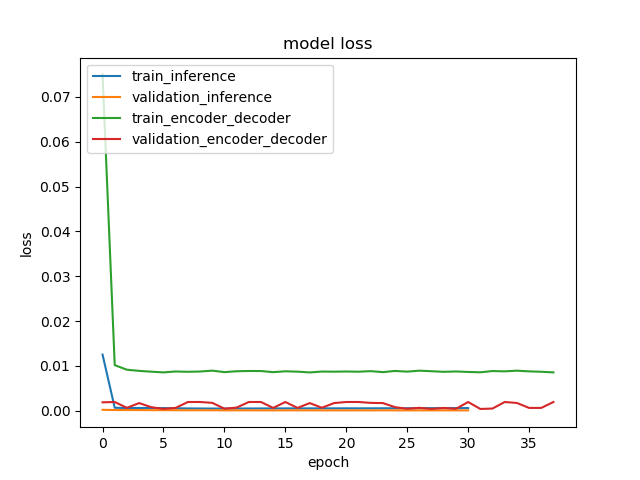 model loss
train_inference
validation_inference
train_encoder_decoder
validation_encoder_decoder
0.07
0.06
0.05
0.04
0.03
0.02
0.01
0.00
loss
0 5 10 15 20 25 30 35
epoch